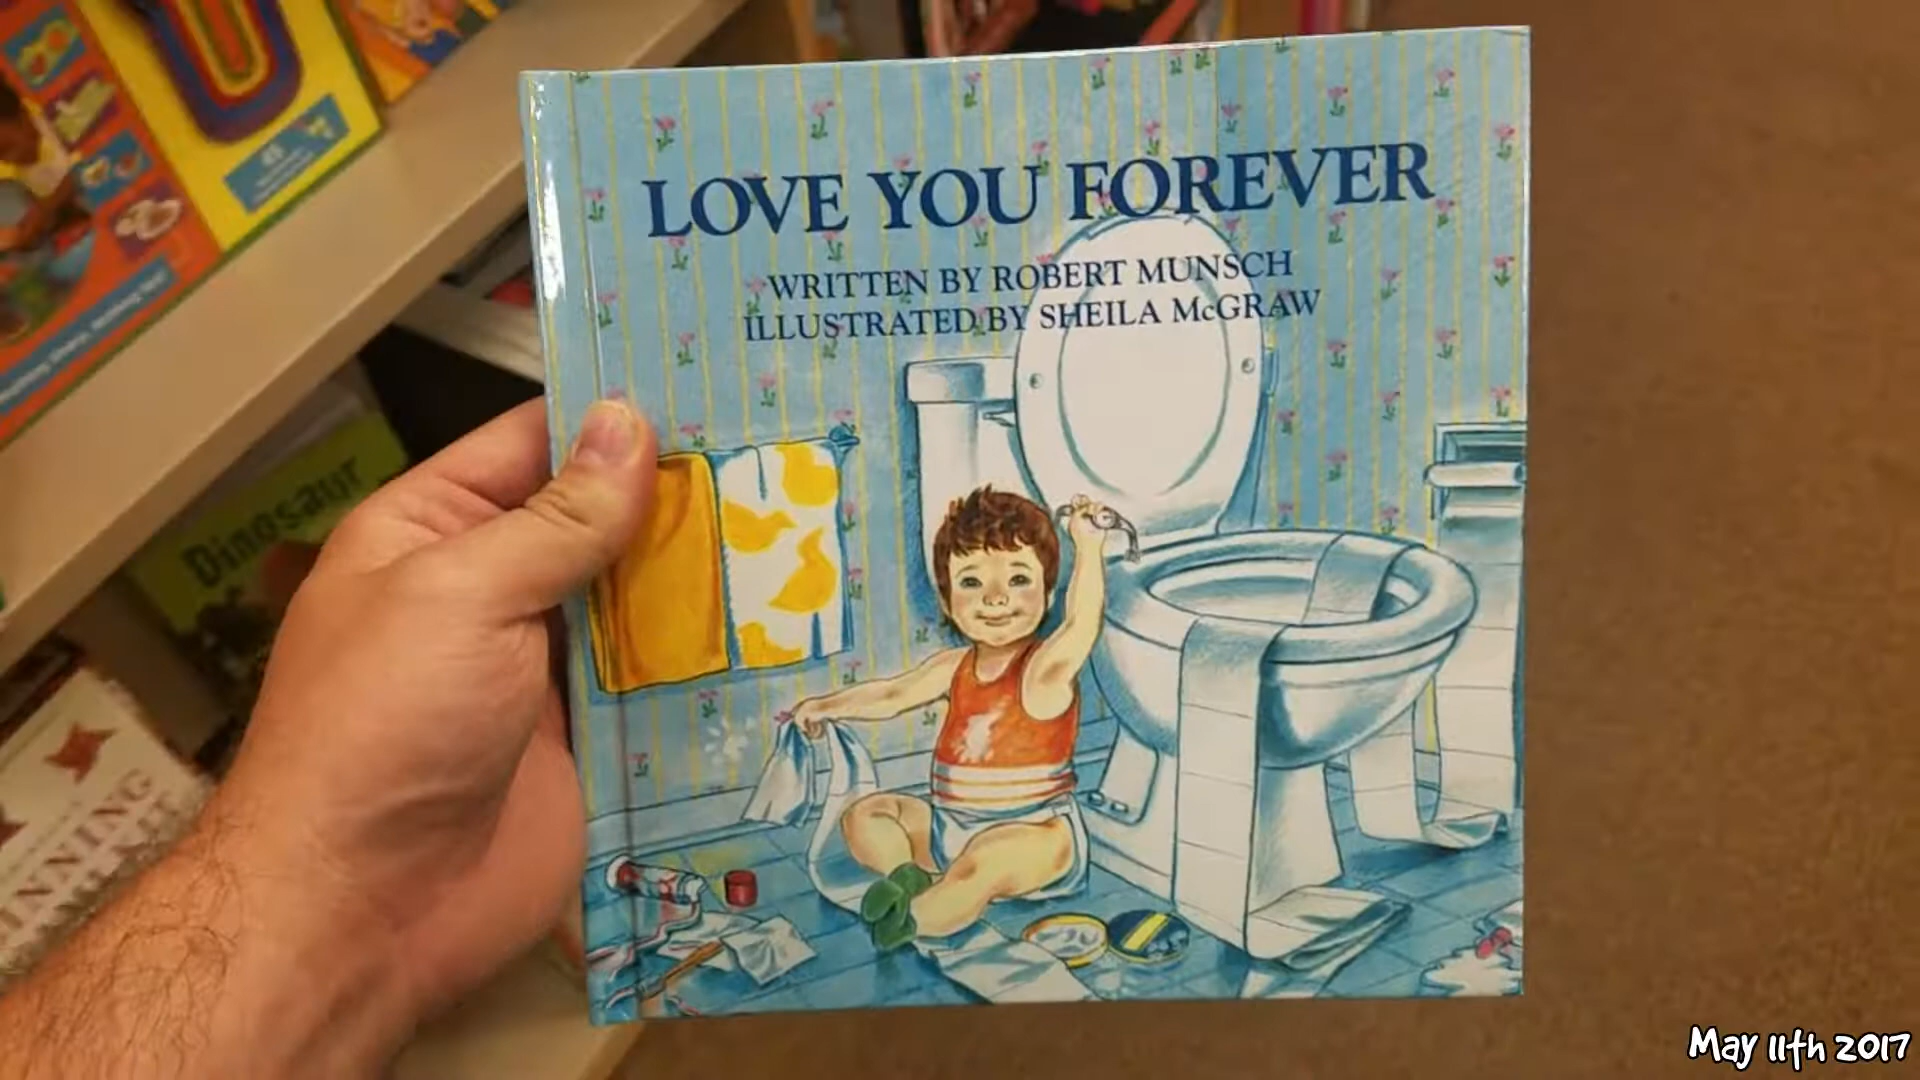 LOVE YOU FOREVER
WRITTEN BY ROBERT MUNSCH
ILLUSTRATED BY SHEILA McGRAW
Dinosaur
May 11th 2017